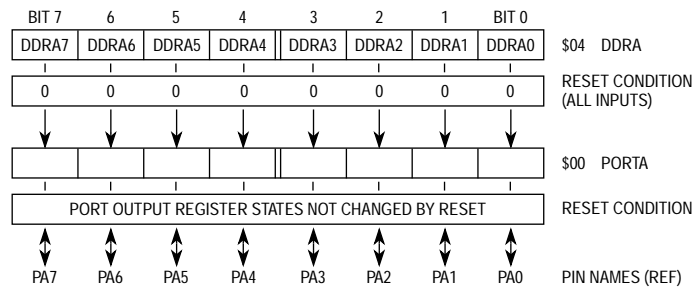 BIT 7 6 5 4 3 2 1 BIT 0
DDRA7 DDRA6 DDRA5 DDRA4 DDRA3 DDRA2 DDRA1 DDRA0 $04 DDRA
0 0 0 0 0 0 0 0 RESET CONDITION
(ALL INPUTS)
$00 PORTA
PORT OUTPUT REGISTER STATES NOT CHANGED BY RESET RESET CONDITION
PA7 PA6 PA5 PA4 PA3 PA2 PA1 PA0 PIN NAMES (REF)